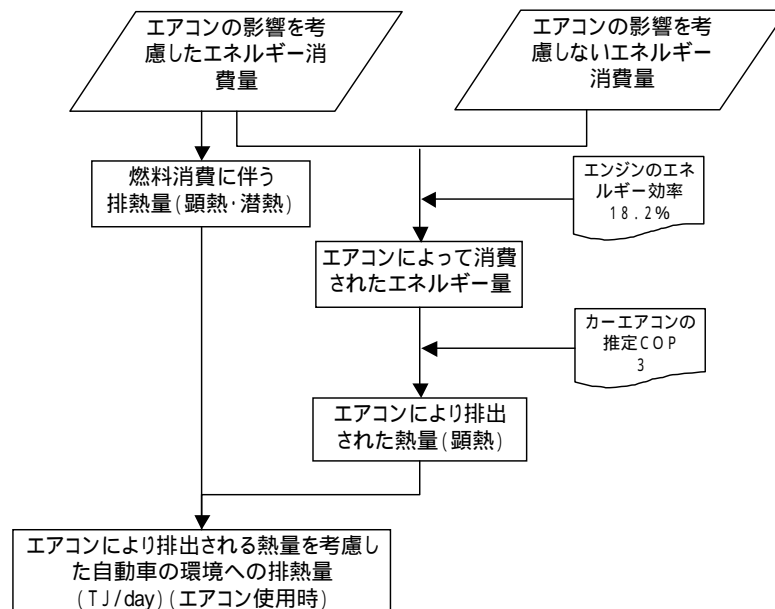 エアコンの影響を考
慮したエネルギー消
費量
エアコンの影響を考
慮しないエネルギー
消費量
燃料消費に伴う
排熱量(顕熱・潜熱)
エンジンのエネ
ルギー効率
18.2%
エアコンによって消費
されたエネルギー量
カーエアコンの
推定COP
3
エアコンにより排出
された熱量(顕熱)
エアコンにより排出される熱量を考慮し
た自動車の環境への排熱量
(TJ/day)(エアコン使用時)